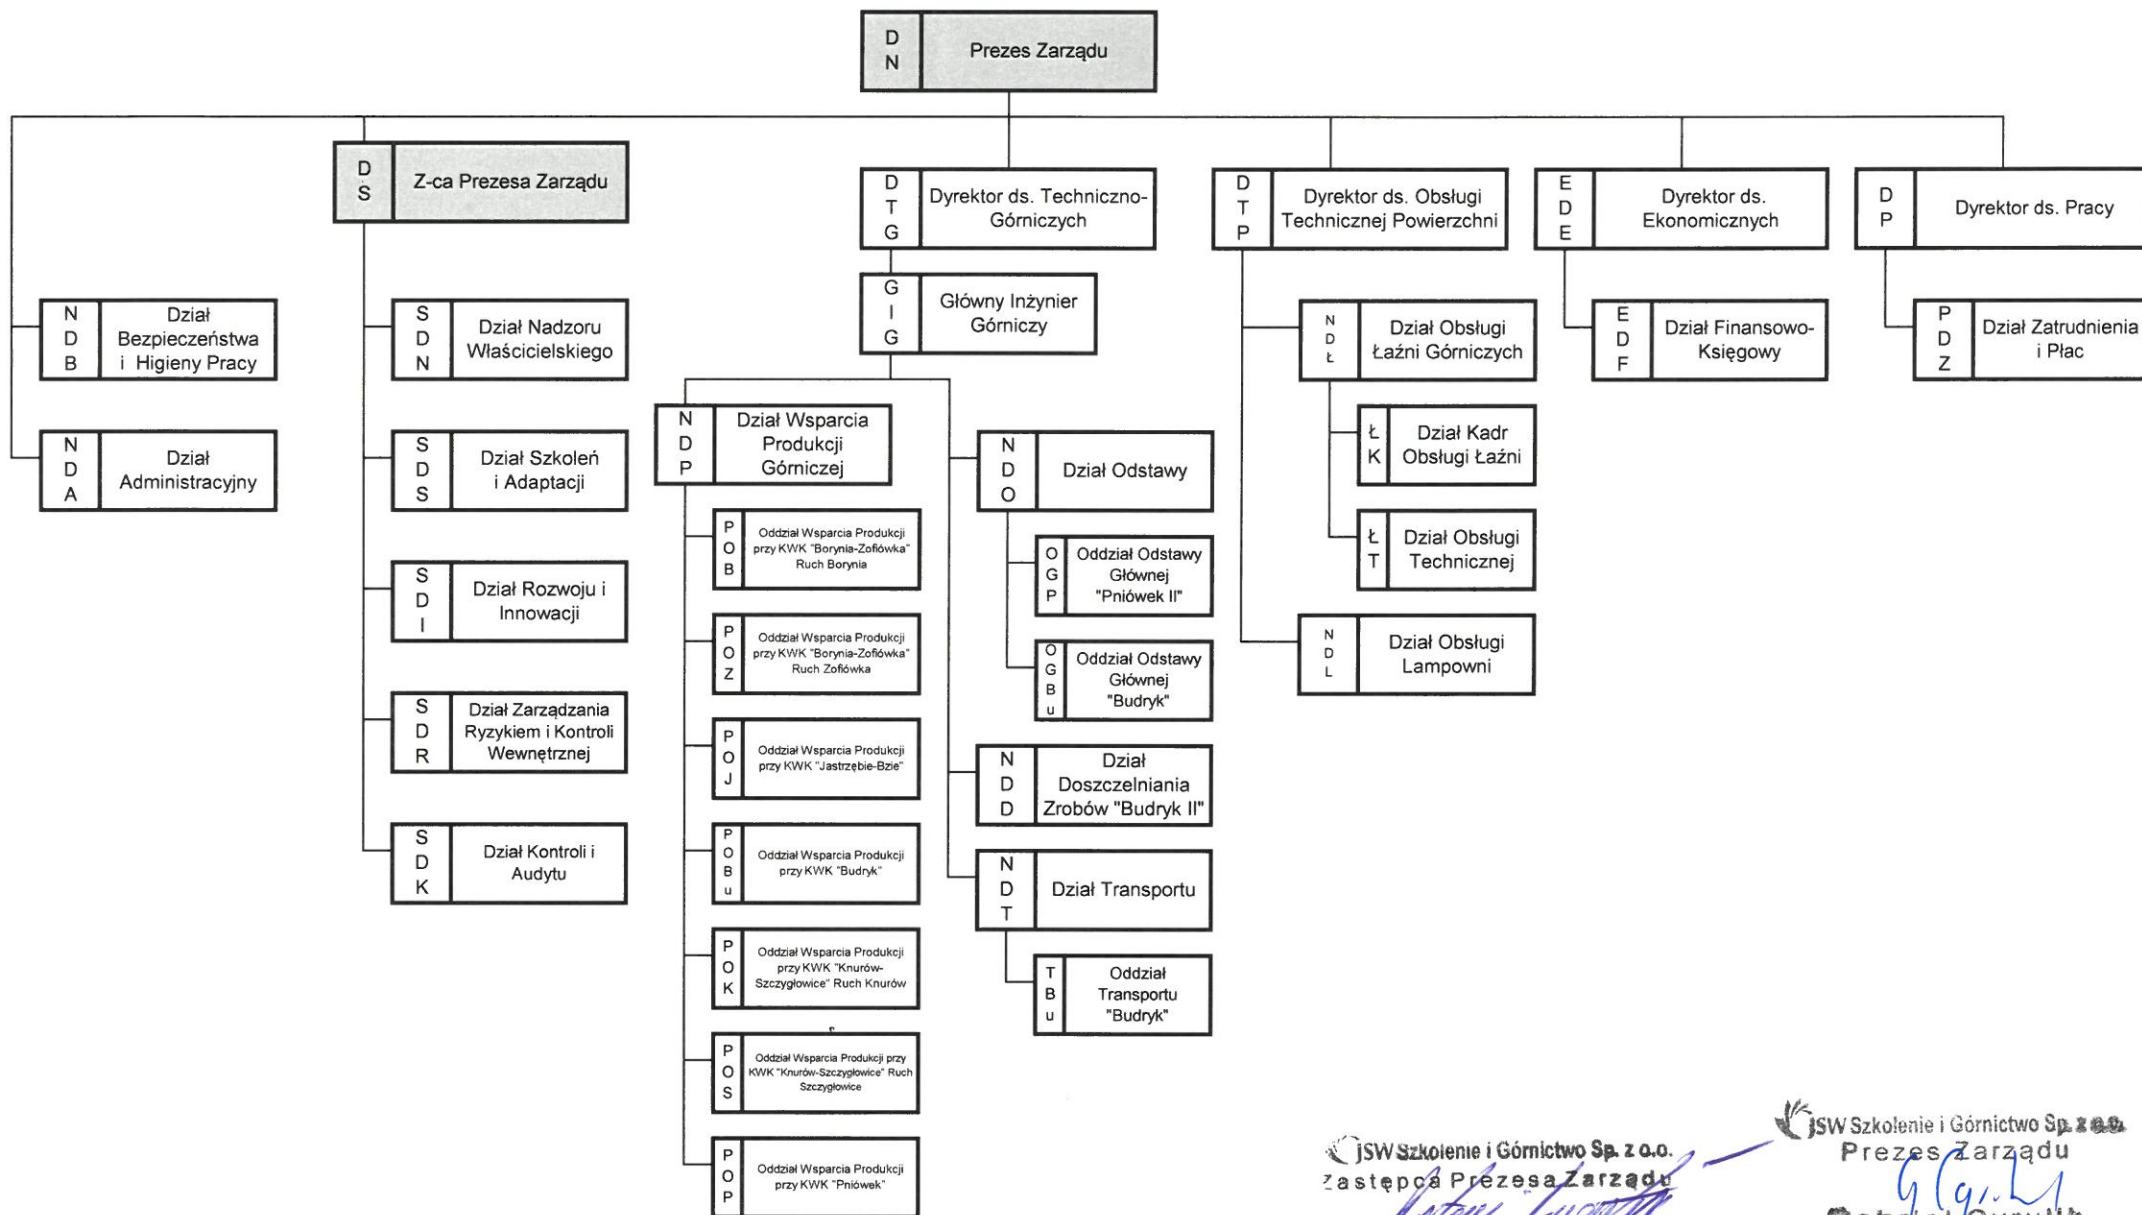 D
N
Prezes Zarządu
D
S
Z-ca Prezesa Zarządu
D
T
G
Dyrektor ds. Techniczno-
Górniczych
D
T
P
Dyrektor ds. Obsługi
Technicznej Powierzchni
E
D
E
Dyrektor ds.
Ekonomicznych
D
P
Dyrektor ds. Pracy
G
I
G
Główny Inżynier
Górniczy
N
D
B
Dział
Bezpieczeństwa
i Higieny Pracy
N
D
A
Dział
Administracyjny
S
D
N
Dział Nadzoru
Właścicielskiego
S
D
S
Dział Szkoleń
i Adaptacji
S
D
I
Dział Rozwoju i
Innowacji
S
D
R
Dział Zarządzania
Ryzykiem i Kontroli
Wewnętrznej
S
D
K
Dział Kontroli i
Audytu
N
D
P
Dział Wsparcia
Produkcji
Górniczej
P
O
B
Oddział Wsparcia Produkcji
przy KWK "Borynia-Zofiówka"
Ruch Borynia
P
O
Z
Oddział Wsparcia Produkcji
przy KWK "Borynia-Zofiówka"
Ruch Zofiówka
P
O
J
Oddział Wsparcia Produkcji
przy KWK "Jastrzębie-Bzie"
P
O
B
u
Oddział Wsparcia Produkcji
przy KWK "Budryk"
P
O
K
Oddział Wsparcia Produkcji
przy KWK "Knurów-
Szczygłowice" Ruch Knurów
P
O
S
Oddział Wsparcia Produkcji przy
KWK "Knurów-Szczygłowice" Ruch
Szczygłowice
P
O
P
Oddział Wsparcia Produkcji
przy KWK "Pniówek"
N
D
O
Dział Odstawy
O
G
P
Oddział Odstawy
Głównej
"Pniówek II"
O
G
B
u
Oddział Odstawy
Głównej
"Budryk"
N
D
D
Dział
Doszczelniania
Zrobów "Budryk II"
N
D
T
Dział Transportu
T
B
u
Oddział
Transportu
"Budryk"
N
D
Ł
Dział Obsługi
Łaźni Górniczych
Ł
K
Dział Kadr
Obsługi Łaźni
Ł
T
Dział Obsługi
Technicznej
N
D
L
Dział Obsługi
Lampowni
E
D
F
Dział Finansowo-
Księgowy
P
D
Z
Dział Zatrudnienia
i Płac
JSW Szkolenie i Górnictwo Sp. z o.o.
Zastępca Prezesa Zarządu
JSW Szkolenie i Górnictwo Sp. z o.o.
Prezes Zarządu